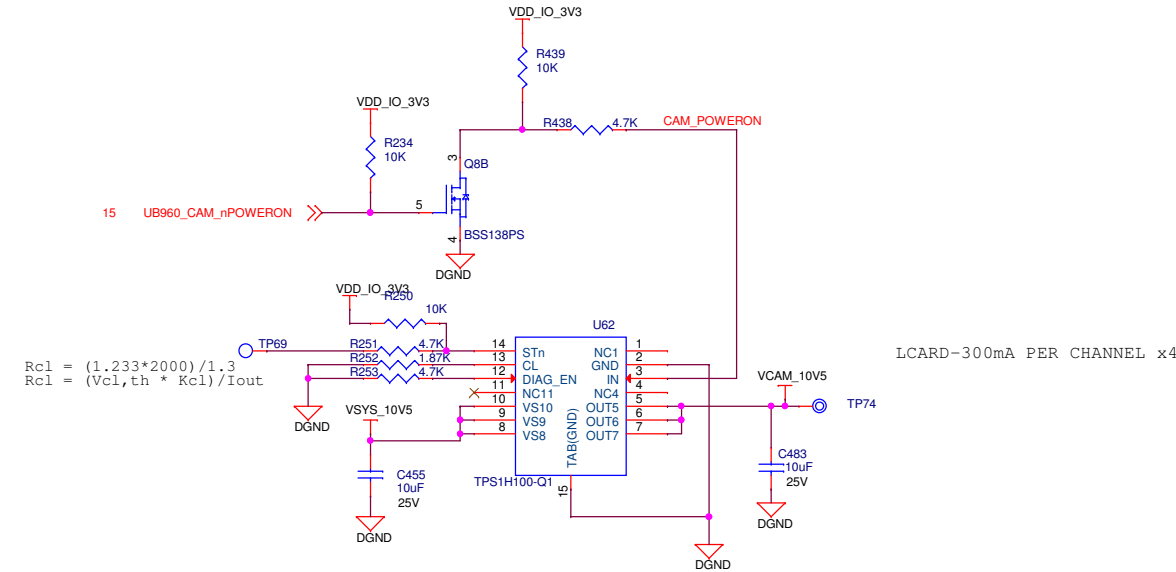 VDD_IO_3V3
R439
10K
VDD_IO_3V3
R438
4.7K
CAM_POWERON
R234
10K
3
Q8B
15
UB960_CAM_nPOWERON
5
4
BSS138PS
DGND
VDD_IO_3V3
R250
10K
U62
TP69
R251
4.7K
14
STn
NC1
1
R252
1.87K
13
CL
GND
2
R253
4.7K
12
DIAG_EN
IN
3
11
NC11
NC4
4
10
VS10
OUT5
5
9
VS9
OUT6
6
8
VS8
OUT7
7
TAB(GND)
15
TPS1H100-Q1
Rcl = (1.233*2000)/1.3
Rcl = (Vcl,th * Kcl)/Iout
LCARD-300mA PER CHANNEL x4
VCAM_10V5
TP74
DGND
VSYS_10V5
C455
10uF
25V
C483
10uF
25V
DGND
DGND
DGND